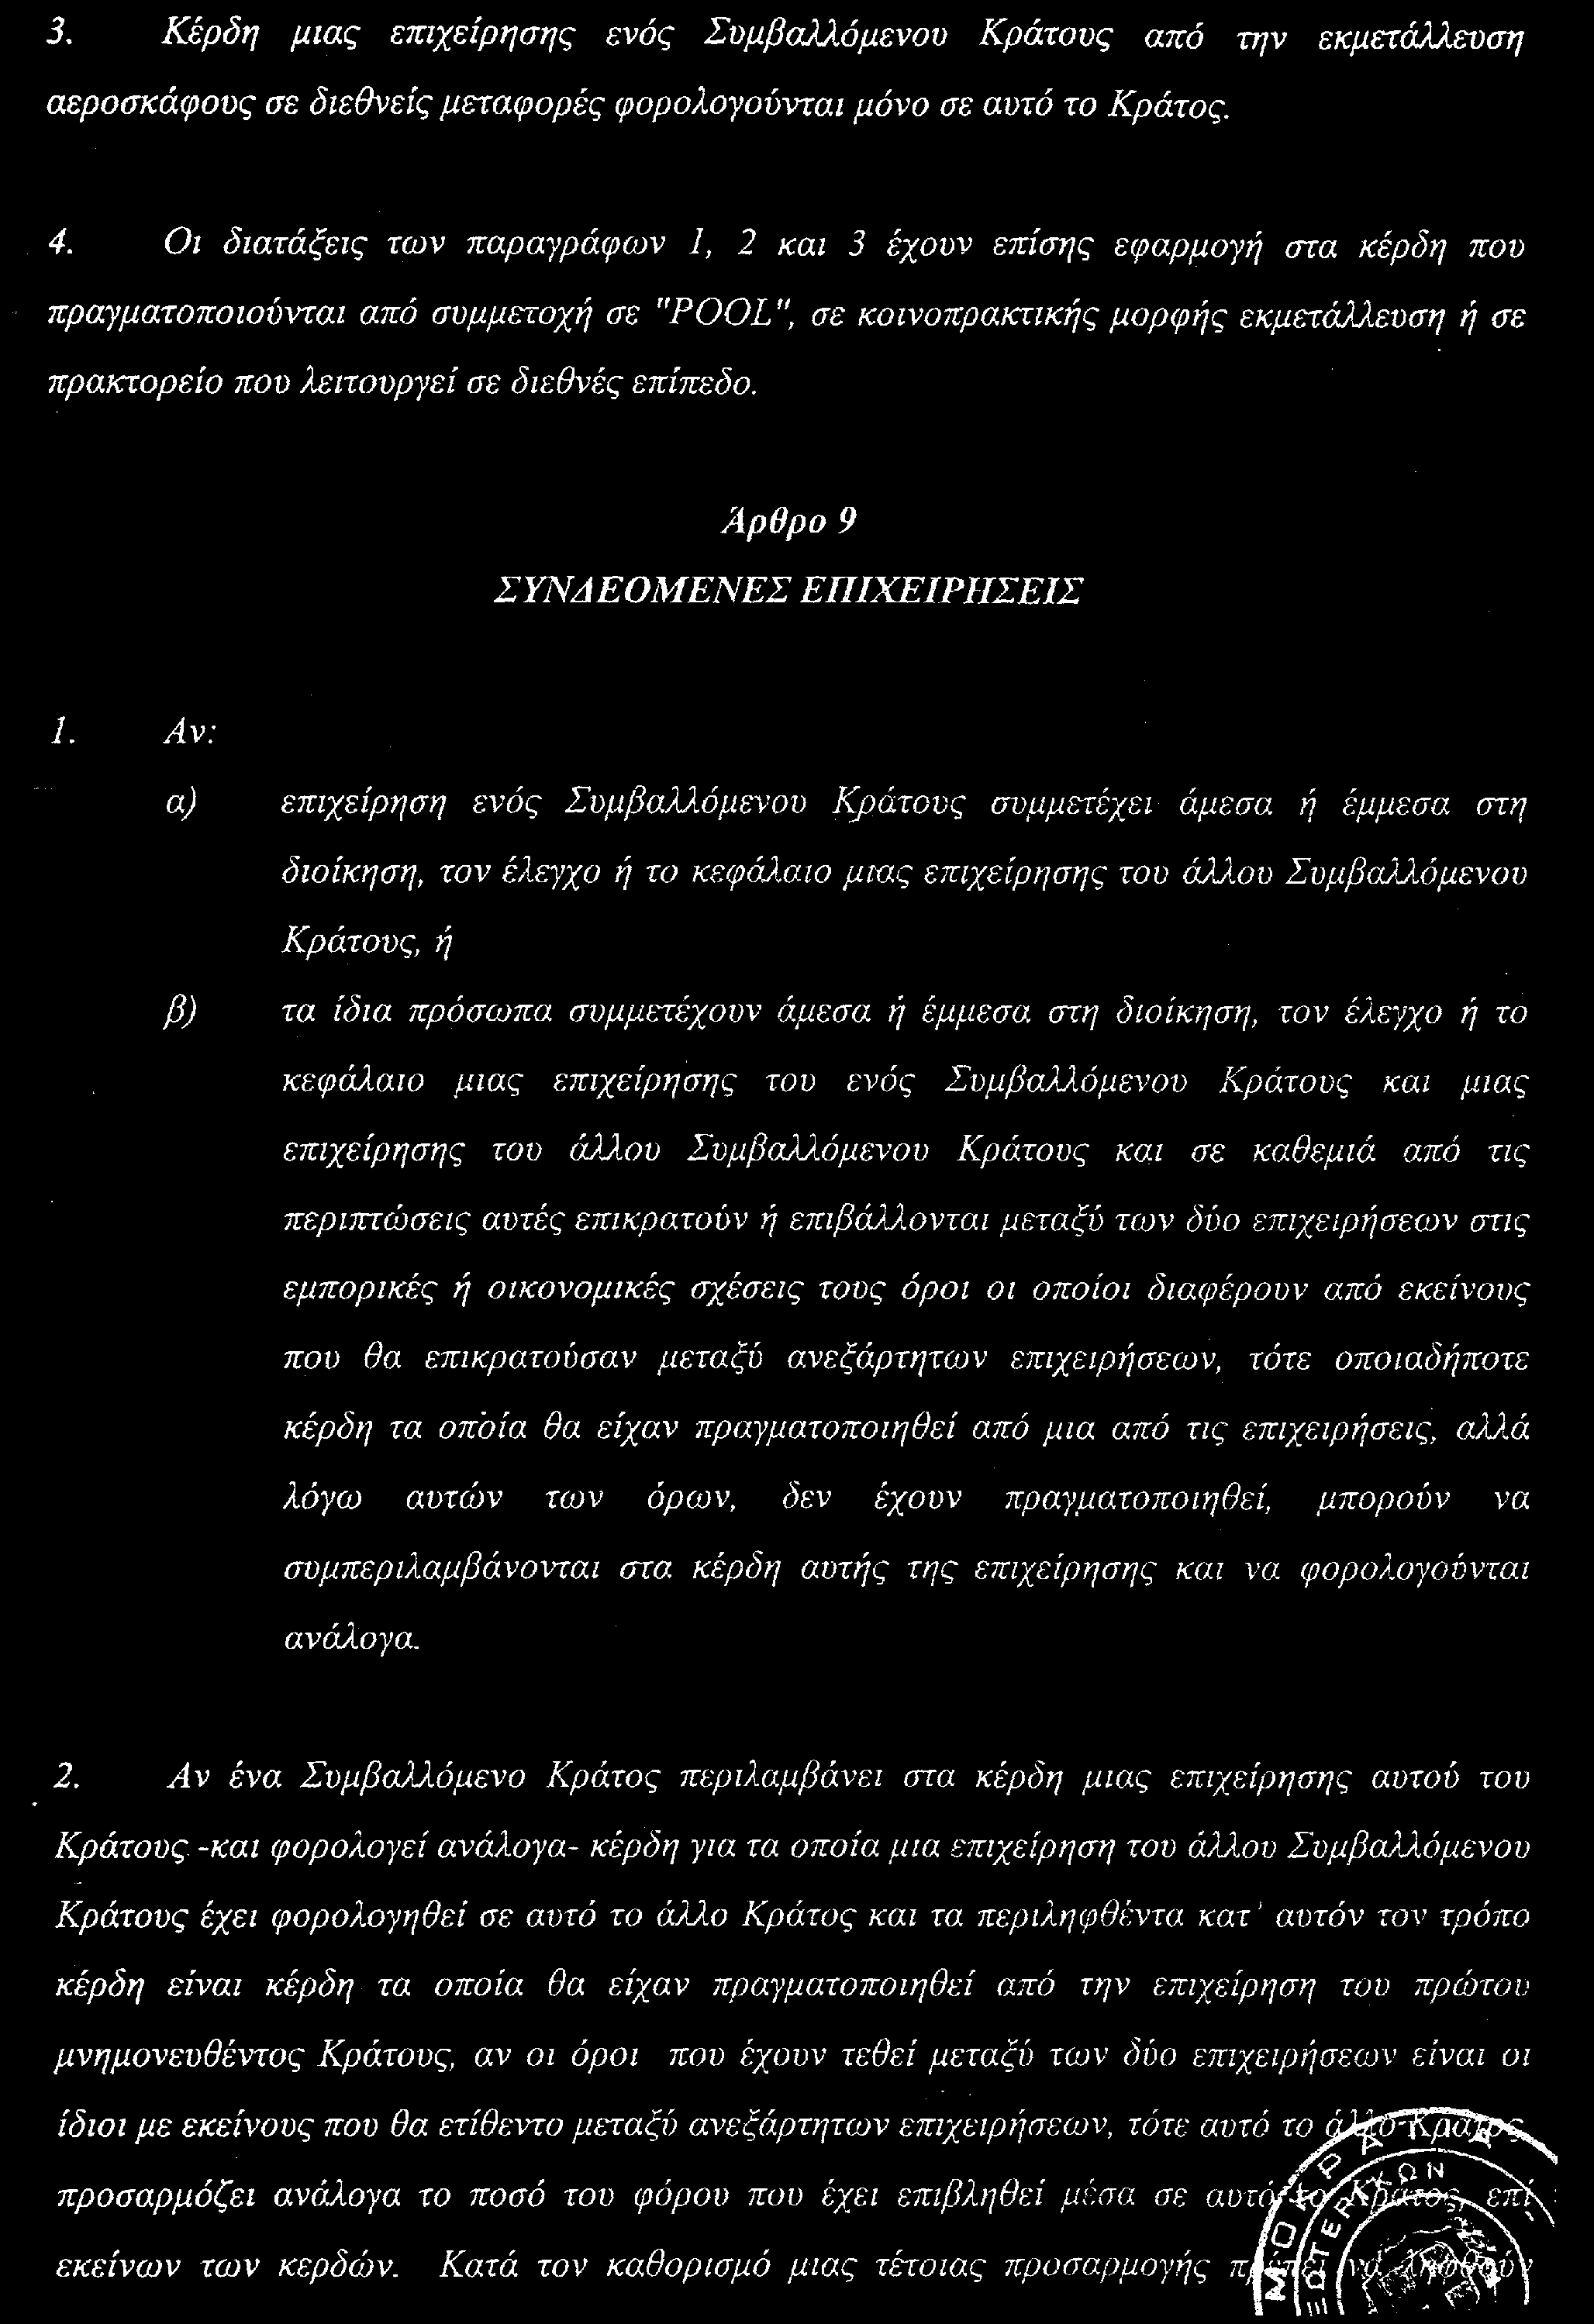 3. Κέρδη μιας επιχείρησης ενός Συμβαλλόμενου Κράτους από την εκμετάλλευση
αεροσκάφους σε διεθνείς μεταφορές φορολογούνται μόνο σε αυτό το Κράτος.
4. Οι διατάξεις των παραγράφων 1, 2 και 3 έχουν επίσης εφαρμογή στα κέρδη που
πραγματοποιούνται από συμμετοχή σε "POOL", σε κοινοπρακτικής μορφής εκμετάλλευση ή σε
πρακτορείο που λειτουργεί σε διεθνές επίπεδο.
Άρθρο 9
ΣΥΝΔΕΟΜΕΝΕΣ ΕΠΙΧΕΙΡΗΣΕΙΣ
1. Αν:
α) επιχείρηση ενός Συμβαλλόμενου Κράτους συμμετέχει άμεσα ή έμμεσα στη
διοίκηση, τον έλεγχο ή το κεφάλαιο μιας επιχείρησης του άλλου Συμβαλλόμενου
Κράτους, ή
β) τα ίδια πρόσωπα συμμετέχουν άμεσα ή έμμεσα στη διοίκηση, τον έλεγχο ή το
κεφάλαιο μιας επιχείρησης του ενός Συμβαλλόμενου Κράτους και μιας
επιχείρησης του άλλου Συμβαλλόμενου Κράτους και σε καθεμιά από τις
περιπτώσεις αυτές επικρατούν ή επιβάλλονται μεταξύ των δύο επιχειρήσεων στις
εμπορικές ή οικονομικές σχέσεις τους όροι οι οποίοι διαφέρουν από εκείνους
που θα επικρατούσαν μεταξύ ανεξάρτητων επιχειρήσεων, τότε οποιαδήποτε
κέρδη τα οποία θα είχαν πραγματοποιηθεί από μια από τις επιχειρήσεις, αλλά
λόγω αυτών των όρων, δεν έχουν πραγματοποιηθεί, μπορούν να
συμπεριλαμβάνονται στα κέρδη αυτής της επιχείρησης και να φορολογούνται
ανάλογα.
2. Αν ένα Συμβαλλόμενο Κράτος περιλαμβάνει στα κέρδη μιας επιχείρησης αυτού του
Κράτους -και φορολογεί ανάλογα- κέρδη για τα οποία μια επιχείρηση του άλλου Συμβαλλόμενου
Κράτους έχει φορολογηθεί σε αυτό το άλλο Κράτος και τα περιληφθέντα κατ' αυτόν τον τρόπο
κέρδη είναι κέρδη τα οποία θα είχαν πραγματοποιηθεί από την επιχείρηση του πρώτου
μνημονευθέντος Κράτους, αν οι όροι που έχουν τεθεί μεταξύ των δύο επιχειρήσεων είναι οι
ίδιοι με εκείνους που θα ετίθεντο μεταξύ ανεξάρτητων επιχειρήσεων, τότε αυτό το άλλο Κράτος
προσαρμόζει ανάλογα το ποσό του φόρου που έχει επιβληθεί μέσα σε αυτό το Κράτος, επί
εκείνων των κερδών. Κατά τον καθορισμό μιας τέτοιας προσαρμογής πρέπει να ληφθούν